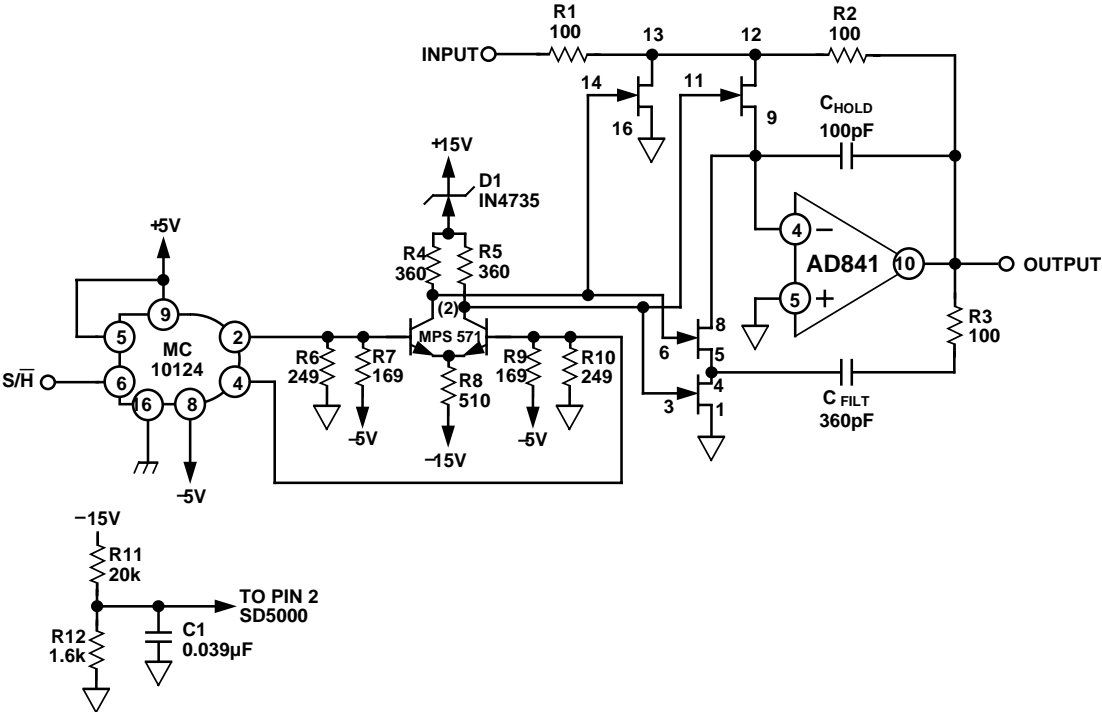 R1
100
13
12
R2
100
INPUT
14
11
16
9
C HOLD
100pF
+15V
D1
IN4735
+5V
R4
360
R5
360
4
–
AD841
10
OUTPUT
5
+
(2)
8
6
5
R3
100
9
5
2
MC
10124
MPS 571
S/H̅
6
4
16
8
R6
249
R7
169
R8
510
R9
169
R10
249
4
3
1
C FILT
360pF
–5V
–15V
–5V
–5V
–15V
R11
20k
TO PIN 2
SD5000
R12
1.6k
C1
0.039µF